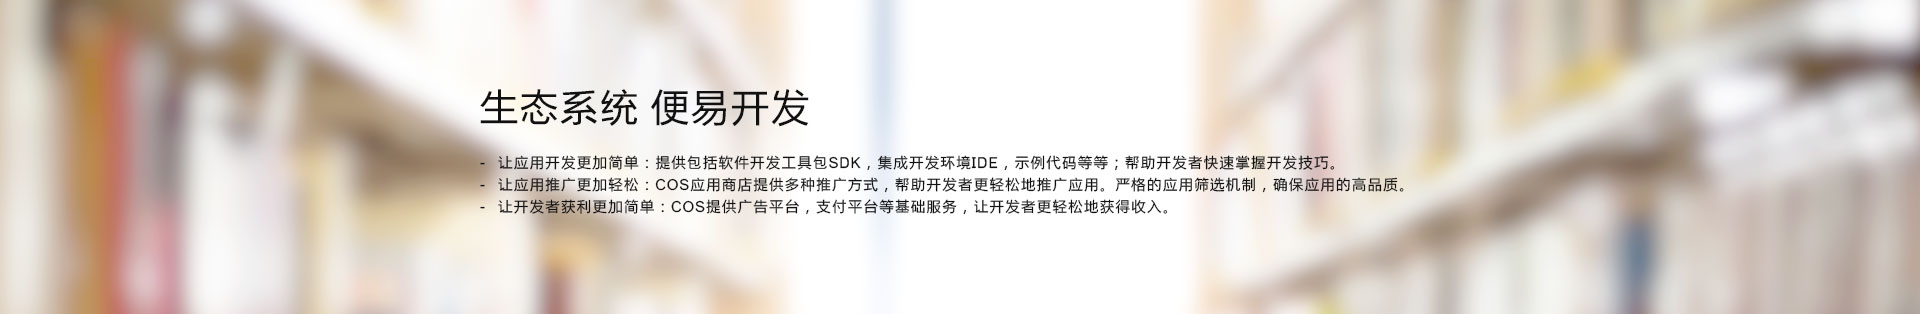 生态系统 便易开发
- 让应用开发更加简单：提供包括软件开发工具包SDK，集成开发环境IDE，示例代码等等；帮助开发者快速掌握开发技巧。
- 让应用推广更加轻松：COS应用商店提供多种推广方式，帮助开发者更轻松地推广应用。严格的应用筛选机制，确保应用的高品质。
- 让开发者获利更加简单：COS提供广告平台，支付平台等基础服务，让开发者更轻松地获得收入。